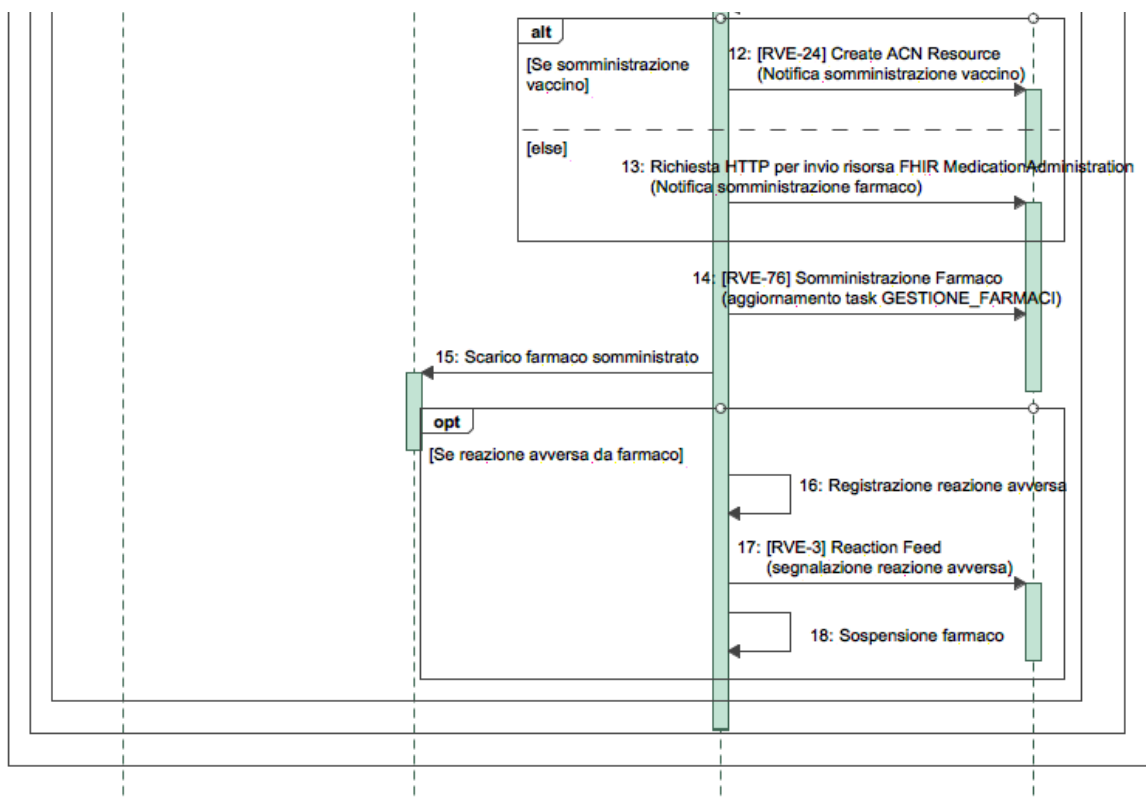 alt
[Se somministrazione
vaccino]
12: [RVE-24] Create ACN Resource
(Notifica somministrazione vaccino)
[else]
13: Richiesta HTTP per invio risorsa FHIR MedicationAdministration
(Notifica somministrazione farmaco)
14: [RVE-76] Somministrazione Farmaco
(aggiornamento task GESTIONE_FARMACI)
15: Scarico farmaco somministrato
opt
[Se reazione avversa da farmaco]
16: Registrazione reazione avversa
17: [RVE-3] Reaction Feed
(segnalazione reazione avversa)
18: Sospensione farmaco